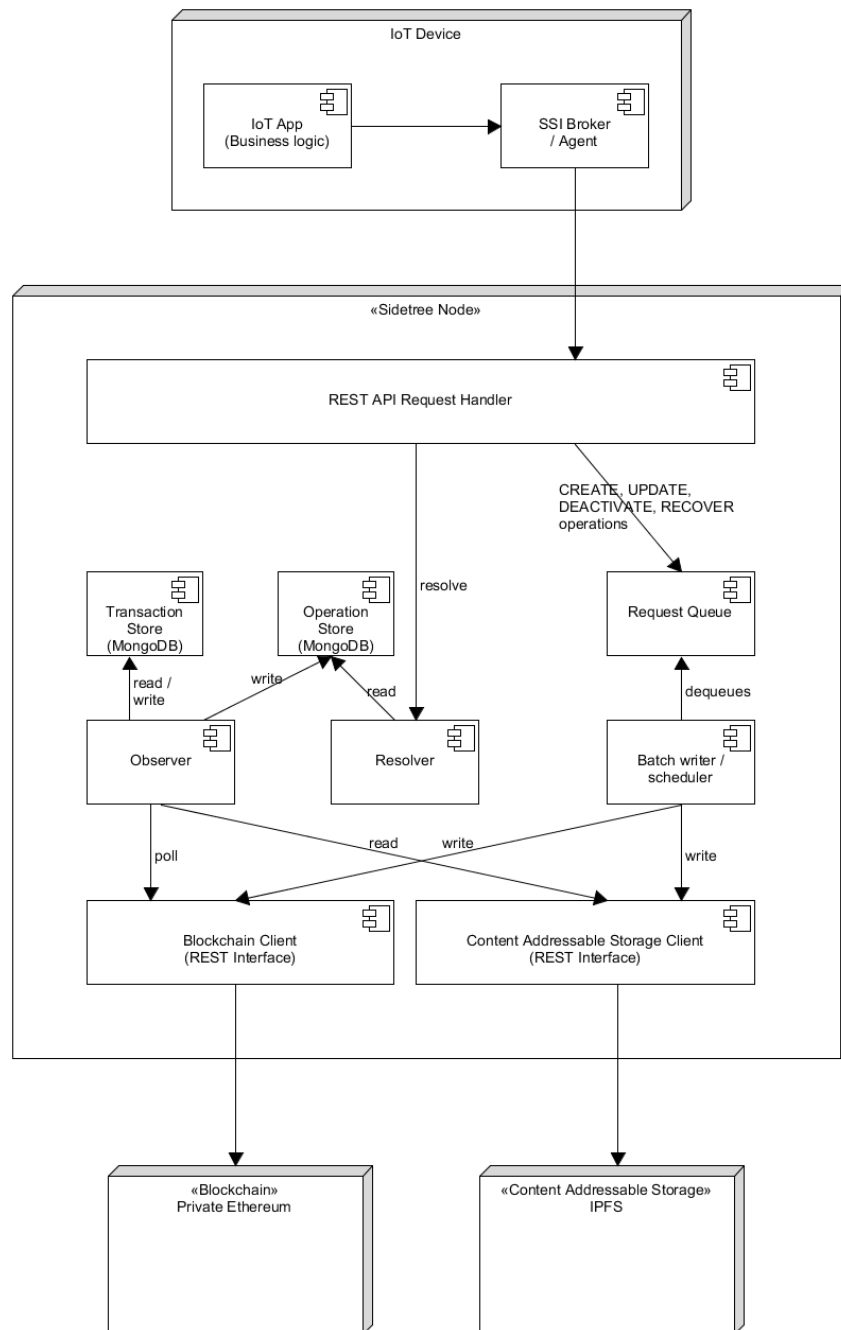 IoT Device
IoT App
(Business logic)
SSI Broker
/ Agent
«Sidetree Node»
REST API Request Handler
CREATE, UPDATE,
DEACTIVATE, RECOVER
operations
resolve
Transaction
Store
(MongoDB)
Operation
Store
(MongoDB)
Request Queue
read /
write
write
read
dequeues
Observer
Resolver
Batch writer /
scheduler
poll
read
write
write
Blockchain Client
(REST Interface)
Content Addressable Storage Client
(REST Interface)
«Blockchain»
Private Ethereum
«Content Addressable Storage»
IPFS